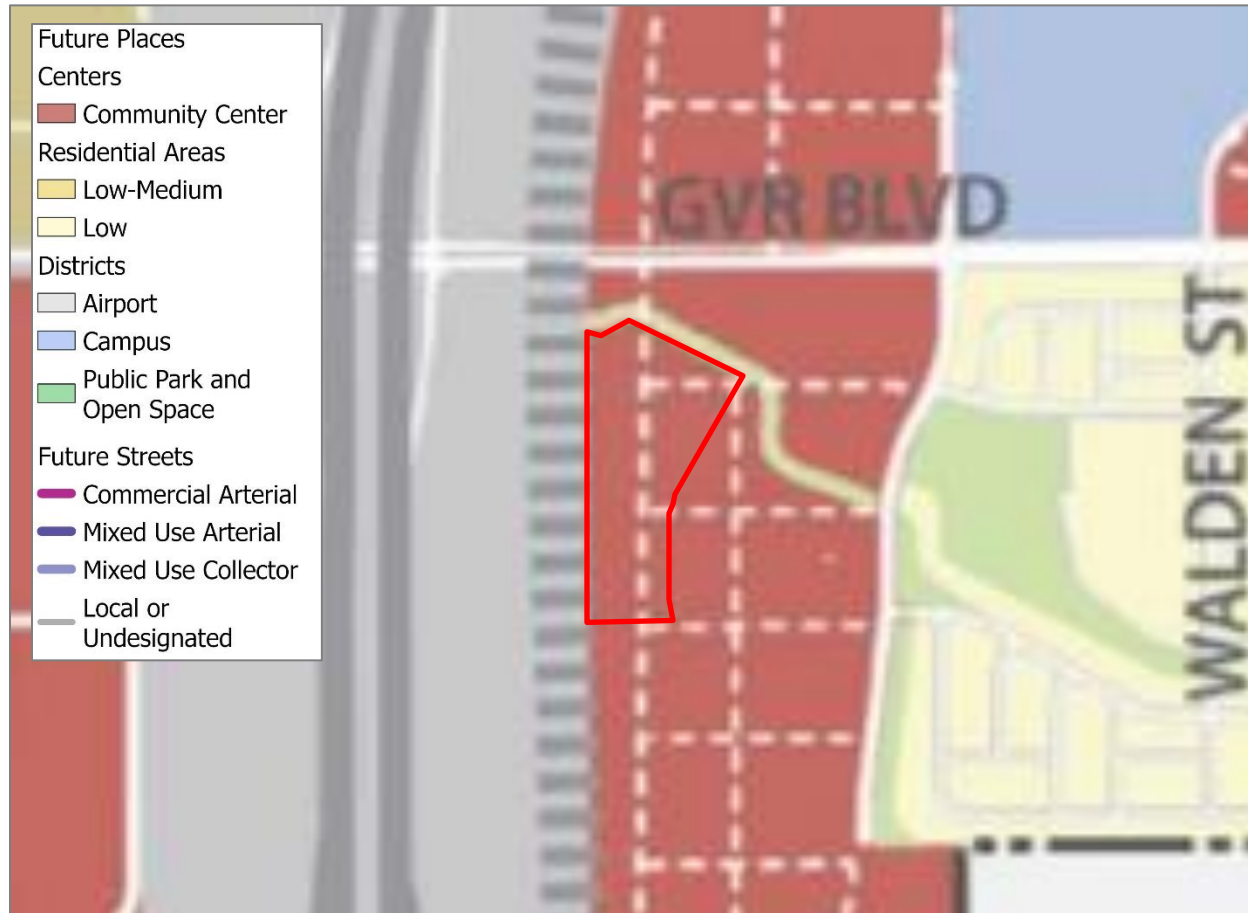 Future Places
Centers
Community Center
Residential Areas
Low-Medium
Low
Districts
Airport
Campus
Public Park and
Open Space
Future Streets
Commercial Arterial
Mixed Use Arterial
Mixed Use Collector
Local or
Undesignated
GVR BLVD
WALDEN ST